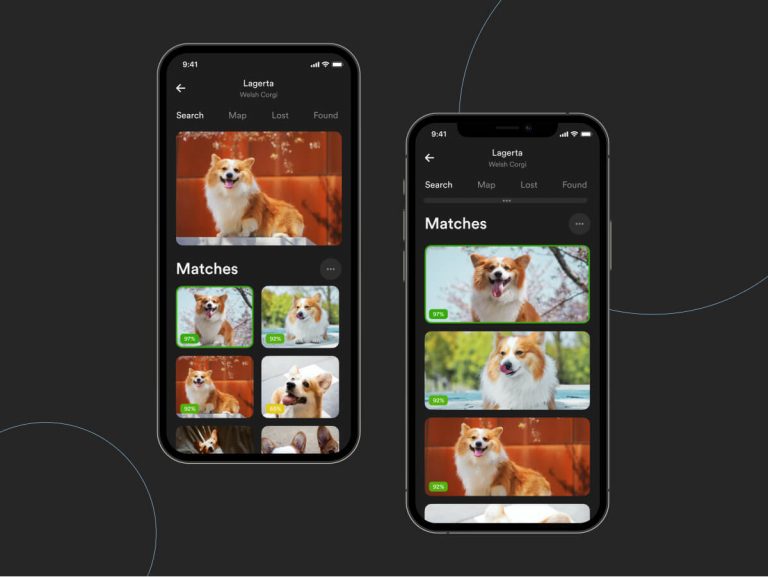 9:41
Lagerta
Welsh Corgi
Search Map Lost Found
Matches
97% 92%
92%
9:41
Lagerta
Welsh Corgi
Search Map Lost Found
Matches
97%
92%
92%